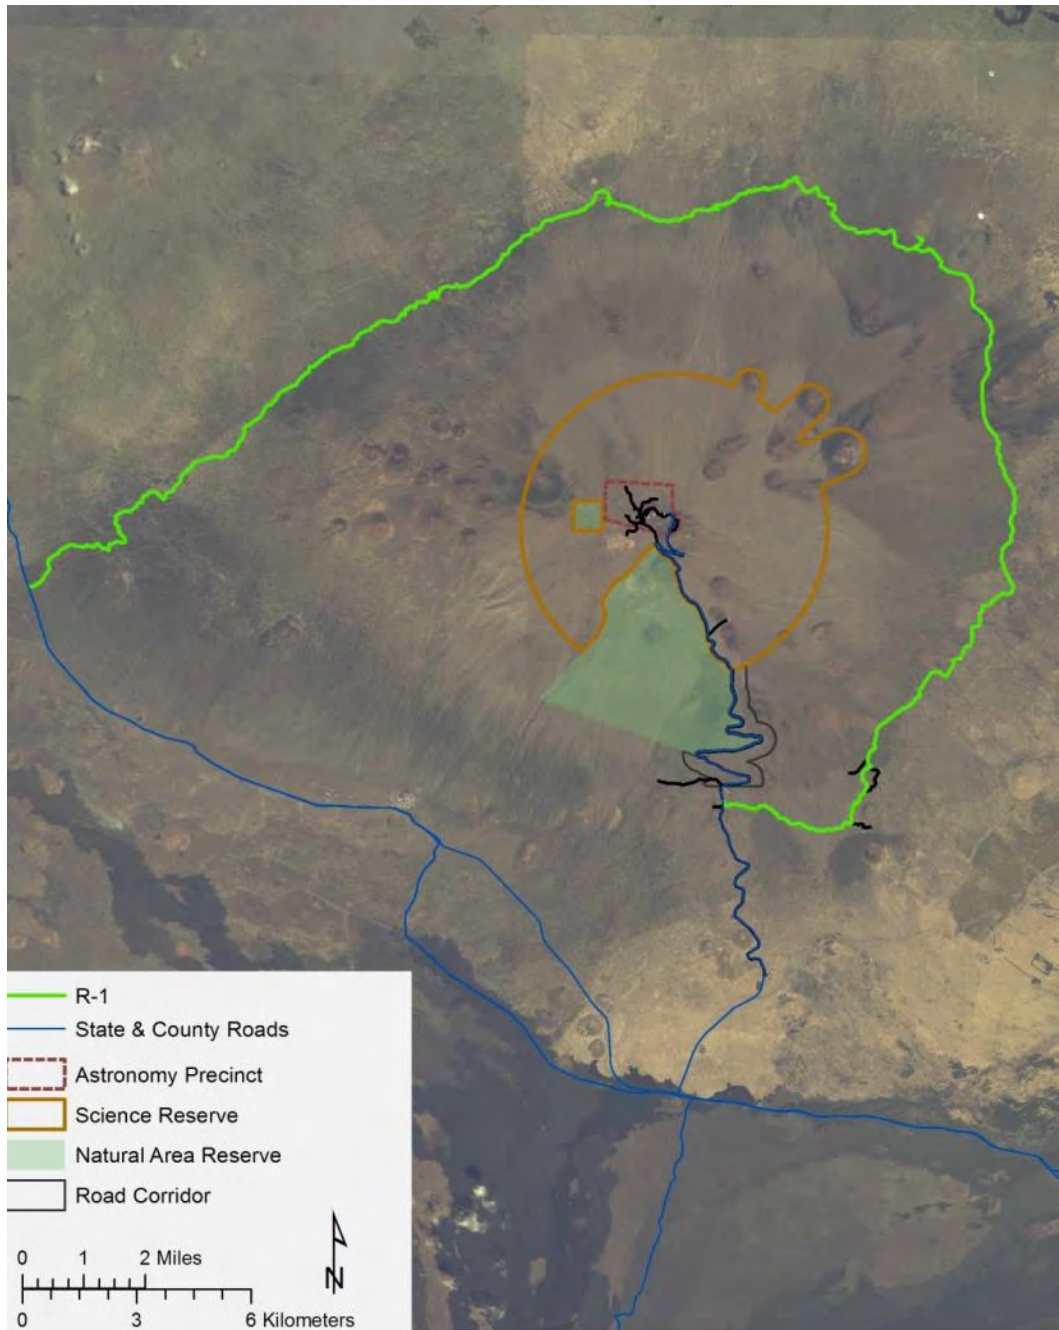 R-1
State & County Roads
Astronomy Precinct
Science Reserve
Natural Area Reserve
Road Corridor
N
0 1 2 Miles
0 3 6 Kilometers